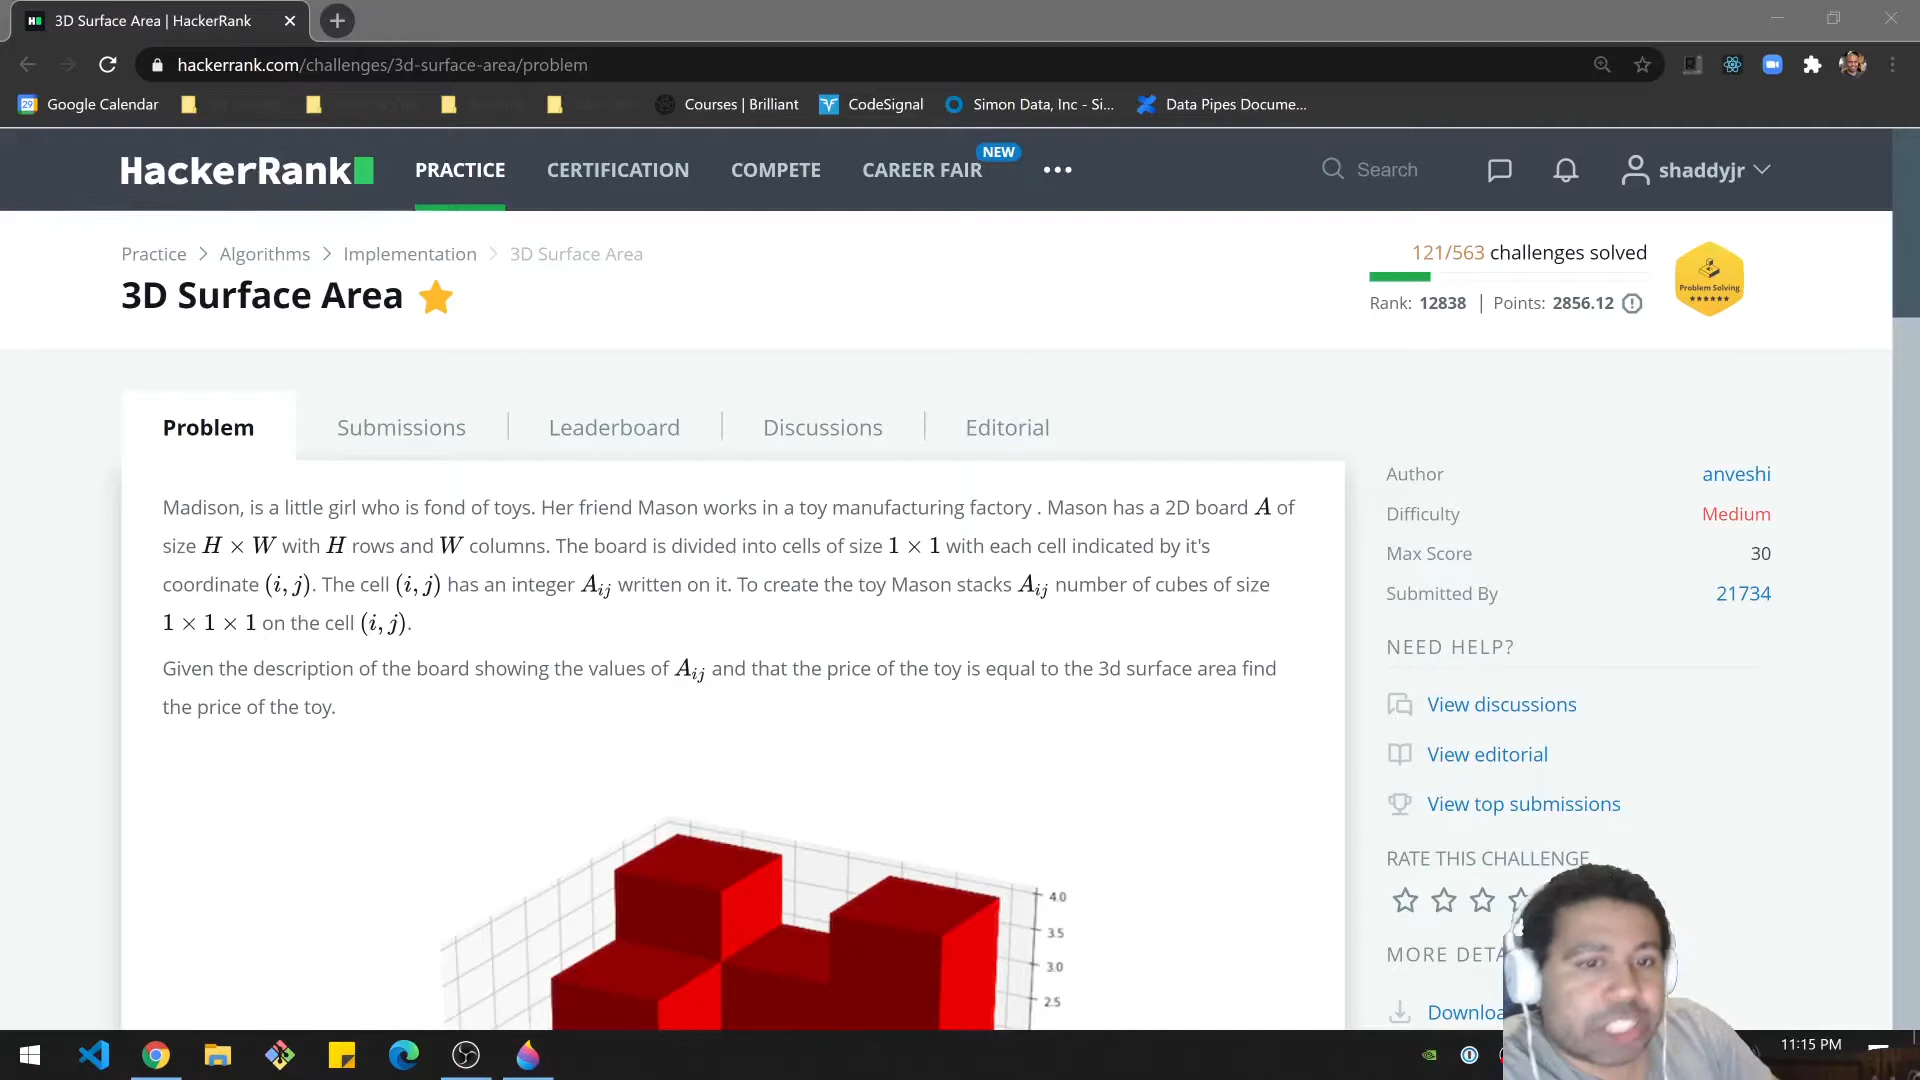 3D Surface Area | HackerRank
hackerrank.com/challenges/3d-surface-area/problem
29 Google Calendar
Courses | Brilliant
CodeSignal
Simon Data, Inc - Si...
Data Pipes Docume...
HackerRank
PRACTICE
CERTIFICATION
COMPETE
CAREER FAIR
NEW
Search
shaddyjr
Practice > Algorithms > Implementation > 3D Surface Area
3D Surface Area
121/563 challenges solved
Rank: 12838 | Points: 2856.12
Problem Solving
Problem
Submissions
Leaderboard
Discussions
Editorial
Madison, is a little girl who is fond of toys. Her friend Mason works in a toy manufacturing factory . Mason has a 2D board A of
size H × W with H rows and W columns. The board is divided into cells of size 1 × 1 with each cell indicated by it's
coordinate (i, j). The cell (i, j) has an integer Aij written on it. To create the toy Mason stacks Aij number of cubes of size
1 × 1 × 1 on the cell (i, j).
Given the description of the board showing the values of Aij and that the price of the toy is equal to the 3d surface area find
the price of the toy.
4.0
3.5
3.0
2.5
Author anveshi
Difficulty Medium
Max Score 30
Submitted By 21734
NEED HELP?
View discussions
View editorial
View top submissions
RATE THIS CHALLENGE
MORE DETA
Downloa
11:15 PM